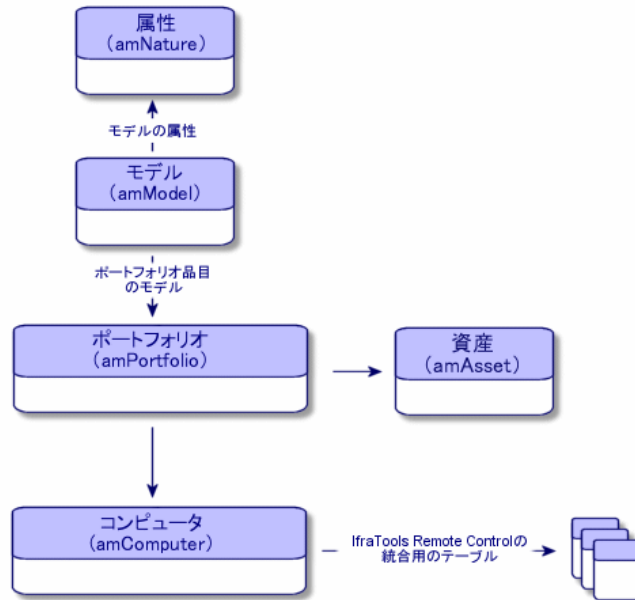 属性
(amNature)
モデルの属性
モデル
(amModel)
ポートフォリオ品目
のモデル
ポートフォリオ
(amPortfolio)
資産
(amAsset)
コンピュータ
(amComputer)
IfraTools Remote Controlの
統合用のテーブル